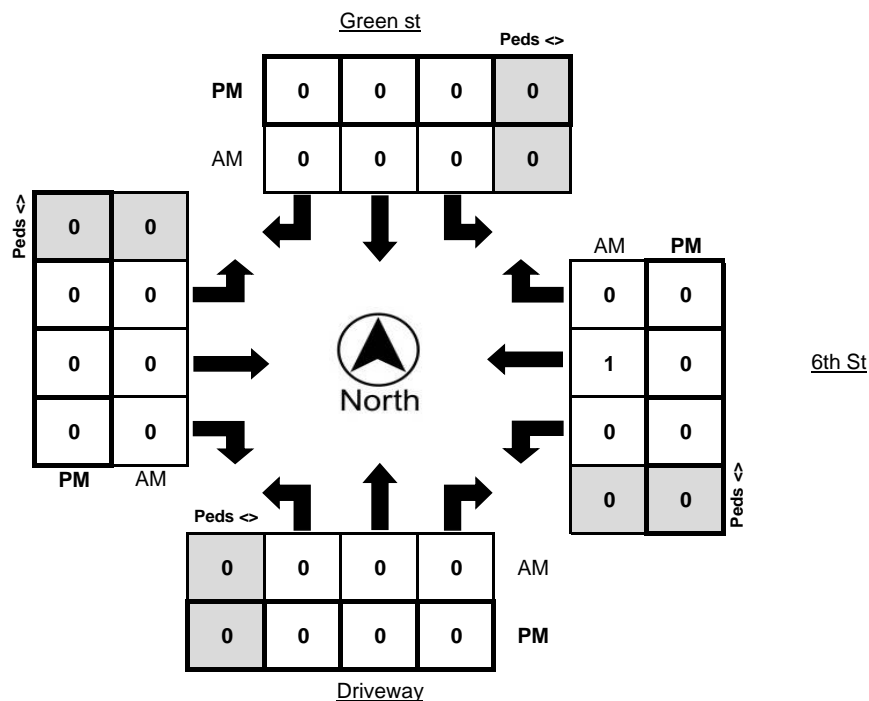 Green st
Peds <>
PM 0 0 0 0
AM 0 0 0 0
Peds <>
0 0
0 0
0 0
0 0
PM AM
North
AM PM
0 0
1 0
0 0
0 0
Peds <>
6th St
Peds <>
0 0 0 0 AM
0 0 0 0 PM
Driveway